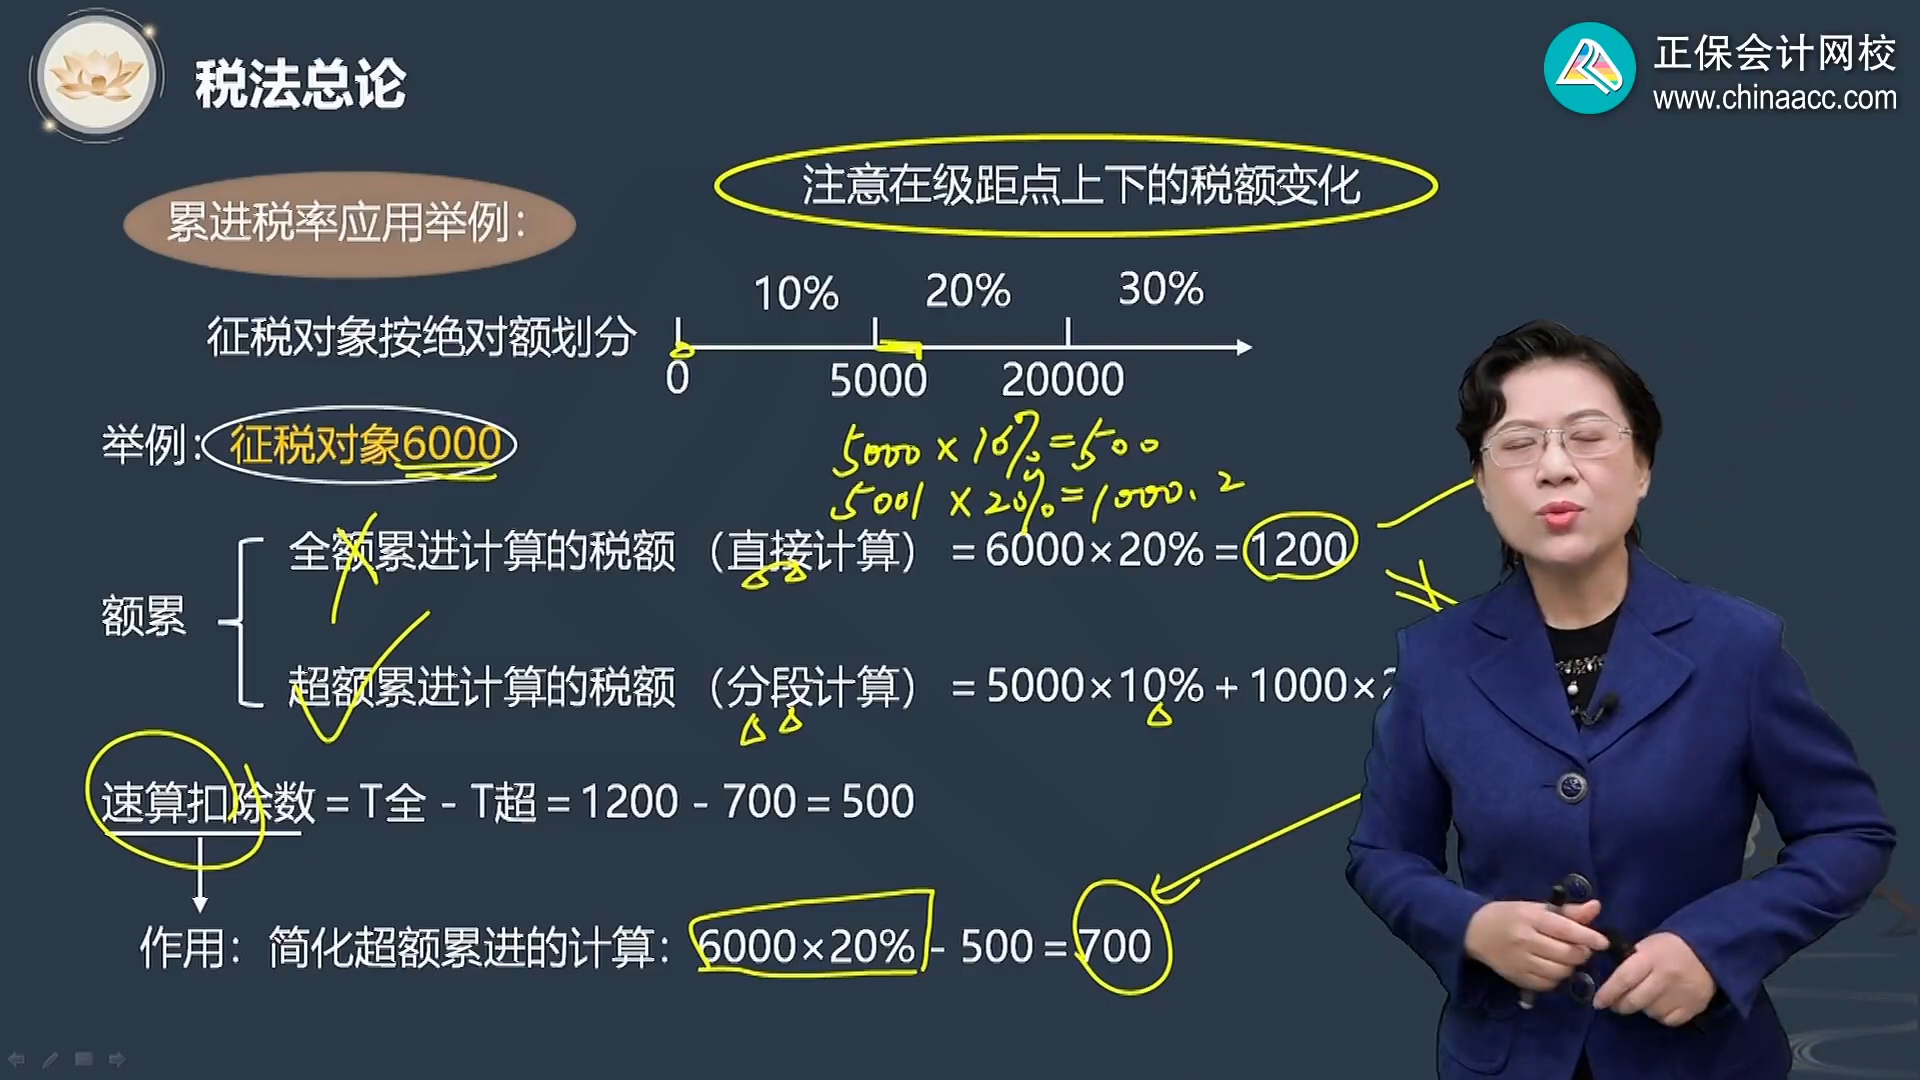 税法总论
正保会计网校
www.chinaacc.com
注意在级距点上下的税额变化
累进税率应用举例：
10% 20% 30%
征税对象按绝对额划分
0 5000 20000
举例：征税对象6000
5000×10%=500
5001×20%=1000.2
全额累进计算的税额（直接计算）=6000×20%=1200
额累
超额累进计算的税额（分段计算）=5000×10%+1000×
速算扣除数=T全-T超=1200-700=500
作用：简化超额累进的计算：6000×20%-500=700